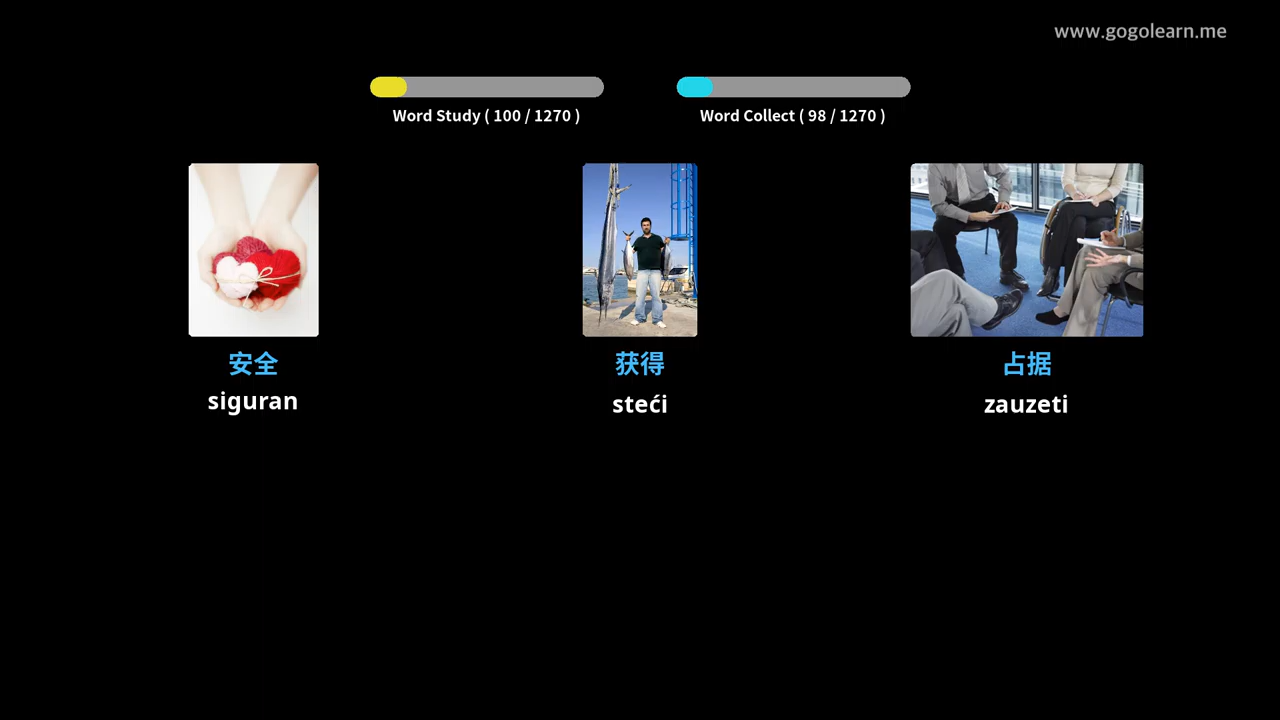 www.gogolearn.me
Word Study ( 100 / 1270 )
Word Collect ( 98 / 1270 )
安全
siguran
获得
steći
占据
zauzeti